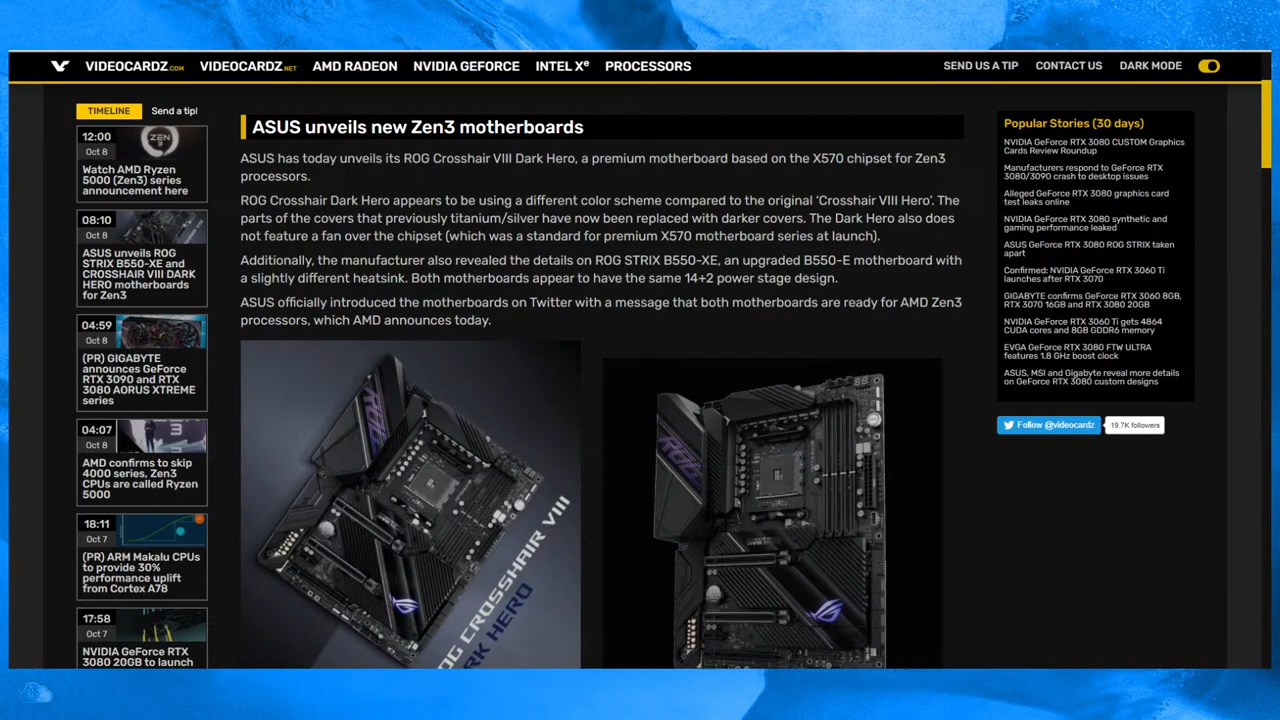 VIDEOCARDZ.COM VIDEOCARDZ.NET AMD RADEON NVIDIA GEFORCE INTEL Xe PROCESSORS SEND US A TIP CONTACT US DARK MODE
TIMELINE Send a tip!
12:00
Oct 8
ZEN
Watch AMD Ryzen
5000 (Zen3) series
announcement here
08:10
Oct 8
ASUS unveils ROG
STRIX B550-XE and
CROSSHAIR VIII DARK
HERO motherboards
for Zen3
04:59
Oct 8
(PR) GIGABYTE
announces GeForce
RTX 3090 and RTX
3080 AORUS XTREME
series
04:07
Oct 8
AMD confirms to skip
4000 series, Zen3
CPUs are called Ryzen
5000
18:11
Oct 7
(PR) ARM Makalu CPUs
to provide 30%
performance uplift
from Cortex A78
17:58
Oct 7
NVIDIA GeForce RTX
3080 20GB to launch
ASUS unveils new Zen3 motherboards
ASUS has today unveils its ROG Crosshair VIII Dark Hero, a premium motherboard based on the X570 chipset for Zen3
processors.
ROG Crosshair Dark Hero appears to be using a different color scheme compared to the original ‘Crosshair VIII Hero’. The
parts of the covers that previously titanium/silver have now been replaced with darker covers. The Dark Hero also does
not feature a fan over the chipset (which was a standard for premium X570 motherboard series at launch).
Additionally, the manufacturer also revealed the details on ROG STRIX B550-XE, an upgraded B550-E motherboard with
a slightly different heatsink. Both motherboards appear to have the same 14+2 power stage design.
ASUS officially introduced the motherboards on Twitter with a message that both motherboards are ready for AMD Zen3
processors, which AMD announces today.
ROG
OG CROSSHAIR VIII
RK HERO
ROG
Popular Stories (30 days)
NVIDIA GeForce RTX 3080 CUSTOM Graphics
Cards Review Roundup
Manufacturers respond to GeForce RTX
3080/3090 crash to desktop issues
Alleged GeForce RTX 3080 graphics card
test leaks online
NVIDIA GeForce RTX 3080 synthetic and
gaming performance leaked
ASUS GeForce RTX 3080 ROG STRIX taken
apart
Confirmed: NVIDIA GeForce RTX 3060 Ti
launches after RTX 3070
GIGABYTE confirms GeForce RTX 3060 8GB,
RTX 3070 16GB and RTX 3080 20GB
NVIDIA GeForce RTX 3060 Ti gets 4864
CUDA cores and 8GB GDDR6 memory
EVGA GeForce RTX 3080 FTW ULTRA
features 1.8 GHz boost clock
ASUS, MSI and Gigabyte reveal more details
on GeForce RTX 3080 custom designs
Follow @videocardz 19.7K followers